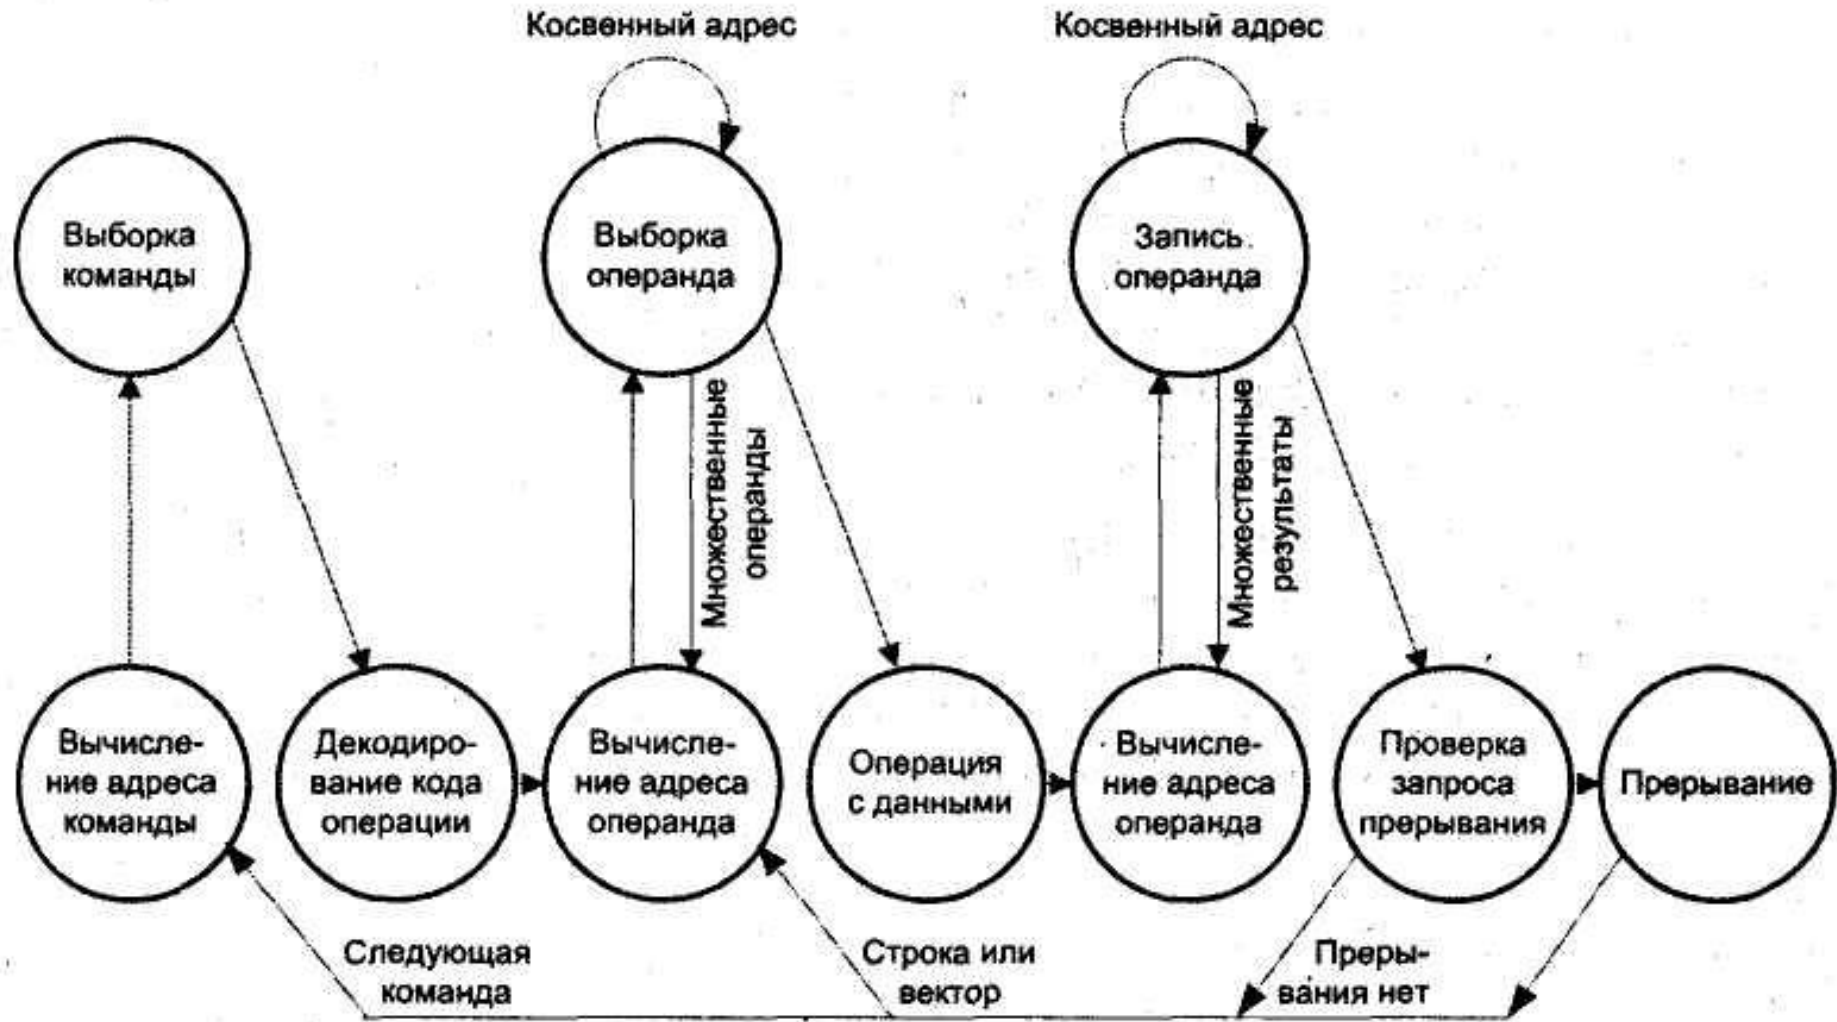 Косвенный адрес
Косвенный адрес
Выборка
команды
Выборка
операнда
Запись
операнда
Множественные
операнды
Множественные
результаты
Вычисле-
ние адреса
команды
Декодиро-
вание кода
операции
Вычисле-
ние адреса
операнда
Операция
с данными
Вычисле-
ние адреса
операнда
Проверка
запроса
прерывания
Прерывание
Следующая
команда
Строка или
вектор
Преры-
вания нет